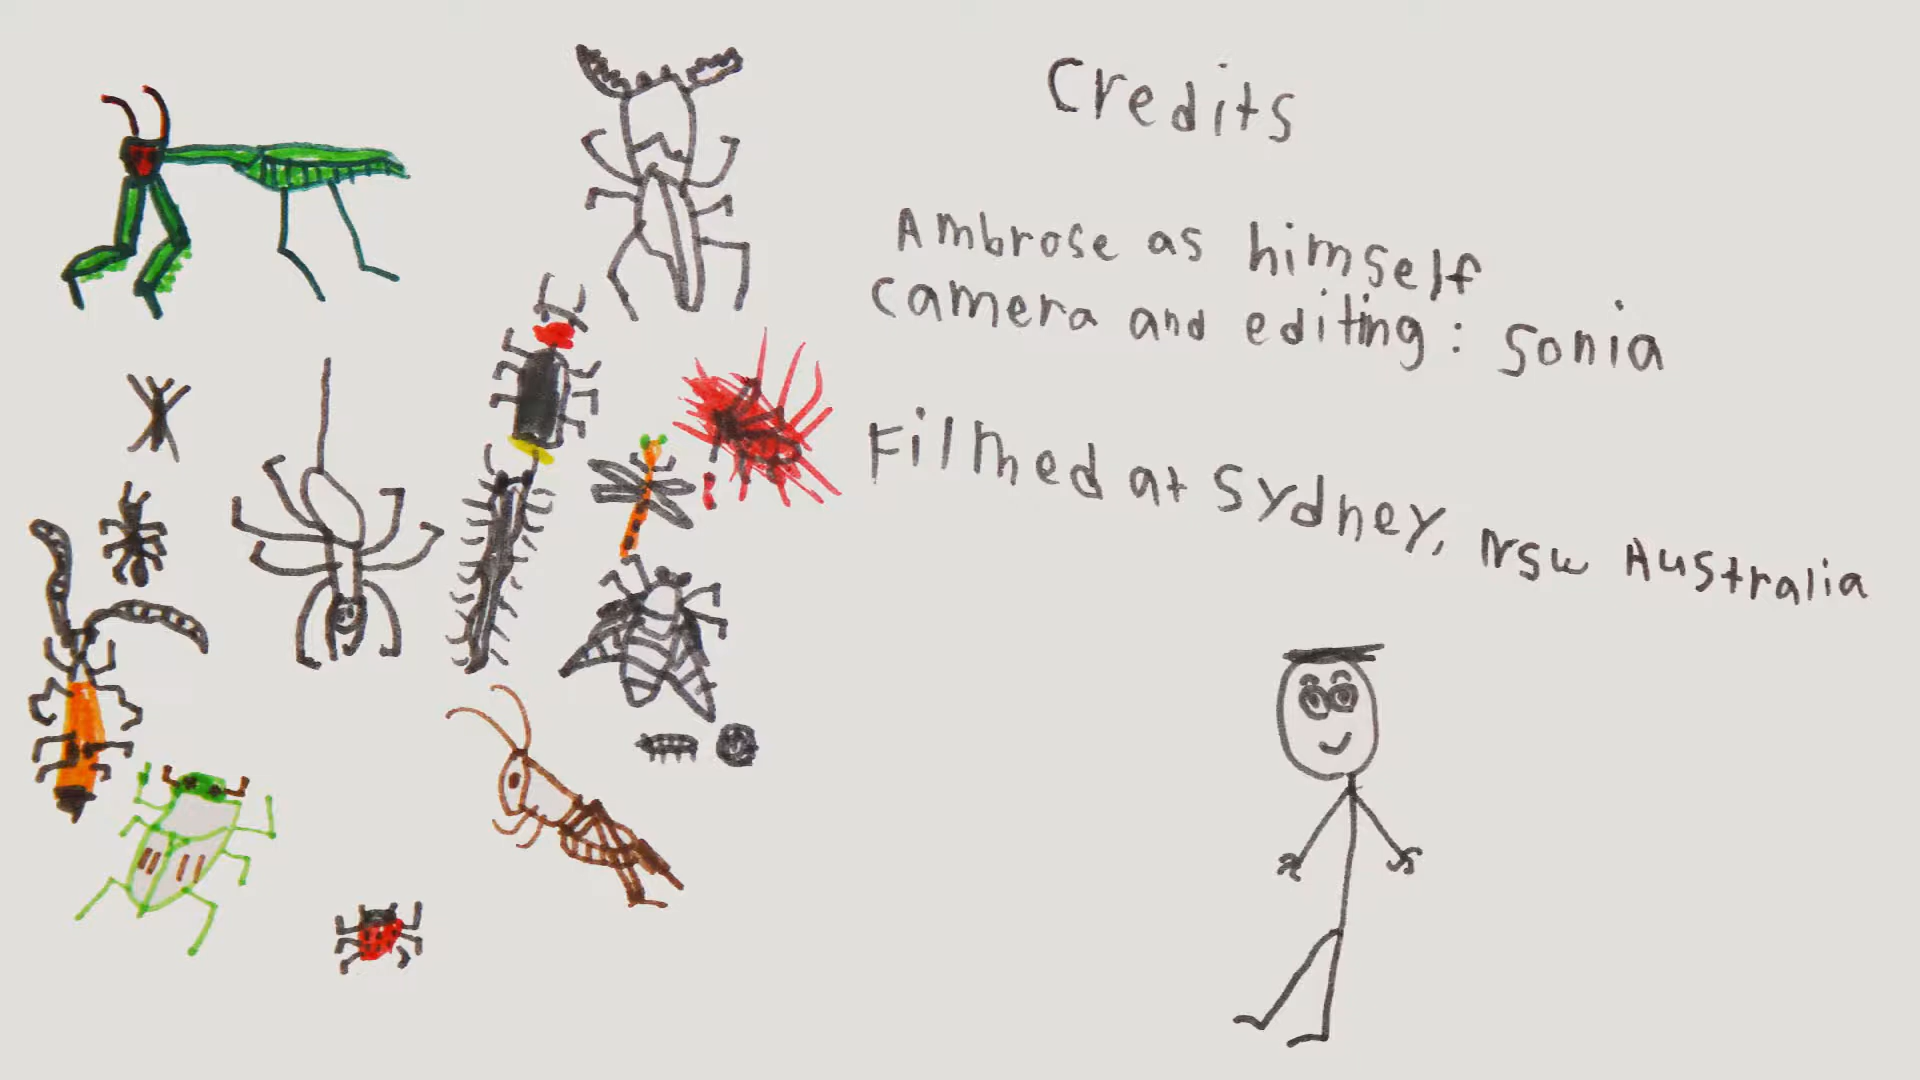 Credits
Ambrose as himself
camera and editing: Sonia
Filmed at Sydney, NSW Australia